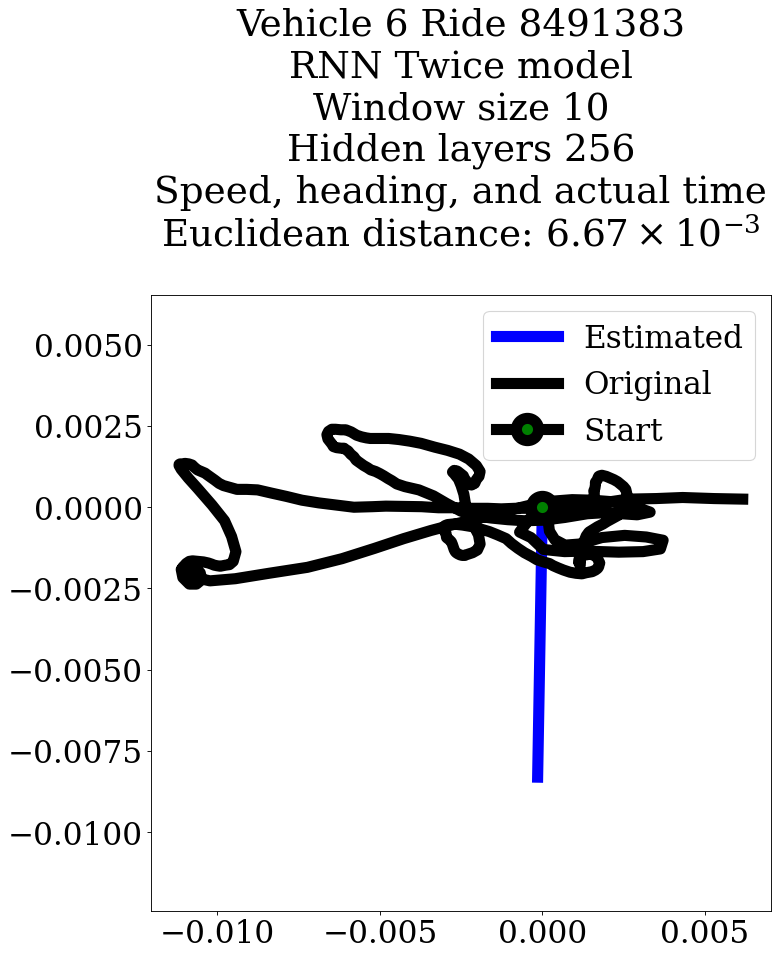 Vehicle 6 Ride 8491383
RNN Twice model
Window size 10
Hidden layers 256
Speed, heading, and actual time
Euclidean distance: 6.67 × 10⁻³
Estimated
Original
Start
0.0050
0.0025
0.0000
−0.0025
−0.0050
−0.0075
−0.0100
−0.010 −0.005 0.000 0.005